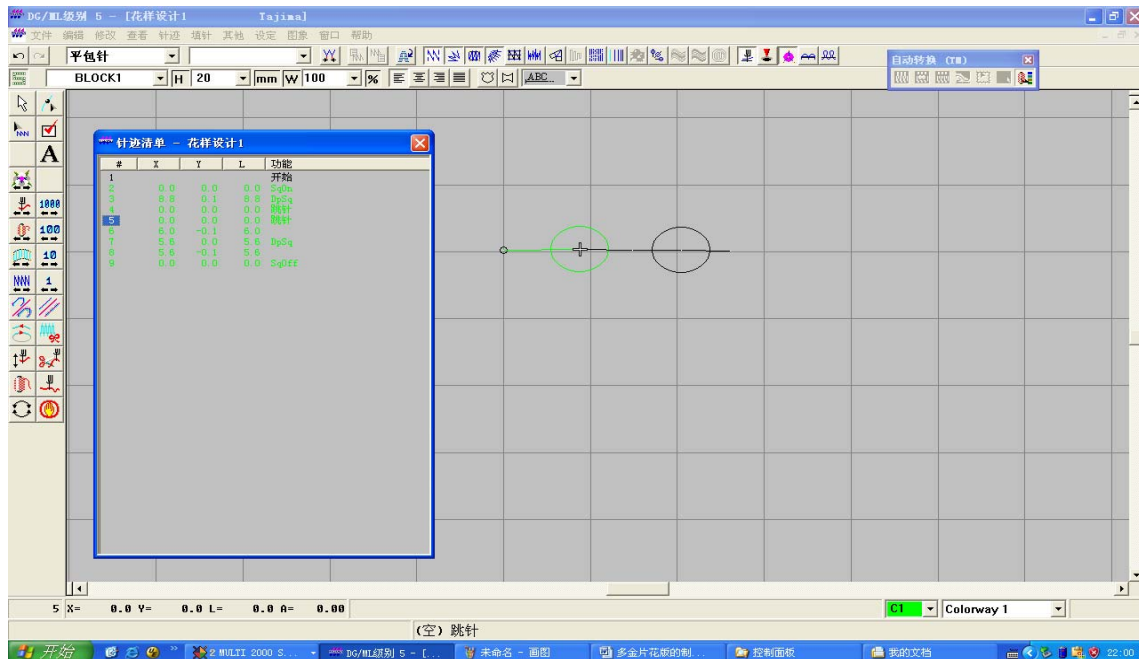 DG/ML级别 5 - [花样设计1 Tajima]
文件 编辑 修改 查看 针迹 填针 其他 设定 图象 窗口 帮助
平包针
自动转换 (TM)
BLOCK1 H 20 mm W 100 % ABC...
A
1000
100
10
1
针迹清单 - 花样设计1
# X Y L 功能
1 开始
2 0.0 0.0 0.0 SqOn
3 8.8 0.1 8.8 DpSq
4 0.0 0.0 0.0 跳针
5 0.0 0.0 0.0 跳针
6 6.0 -0.1 6.0
7 5.6 0.0 5.6 DpSq
8 5.6 -0.1 5.6
9 0.0 0.0 0.0 SqOff
5 X= 0.0 Y= 0.0 L= 0.0 A= 0.00 C1 Colorway 1
(空) 跳针
开始 2 MULTI 2000 S... DG/ML级别 5 - [... 未命名 - 画图 多金片花版的制... 控制面板 我的文档 22:00